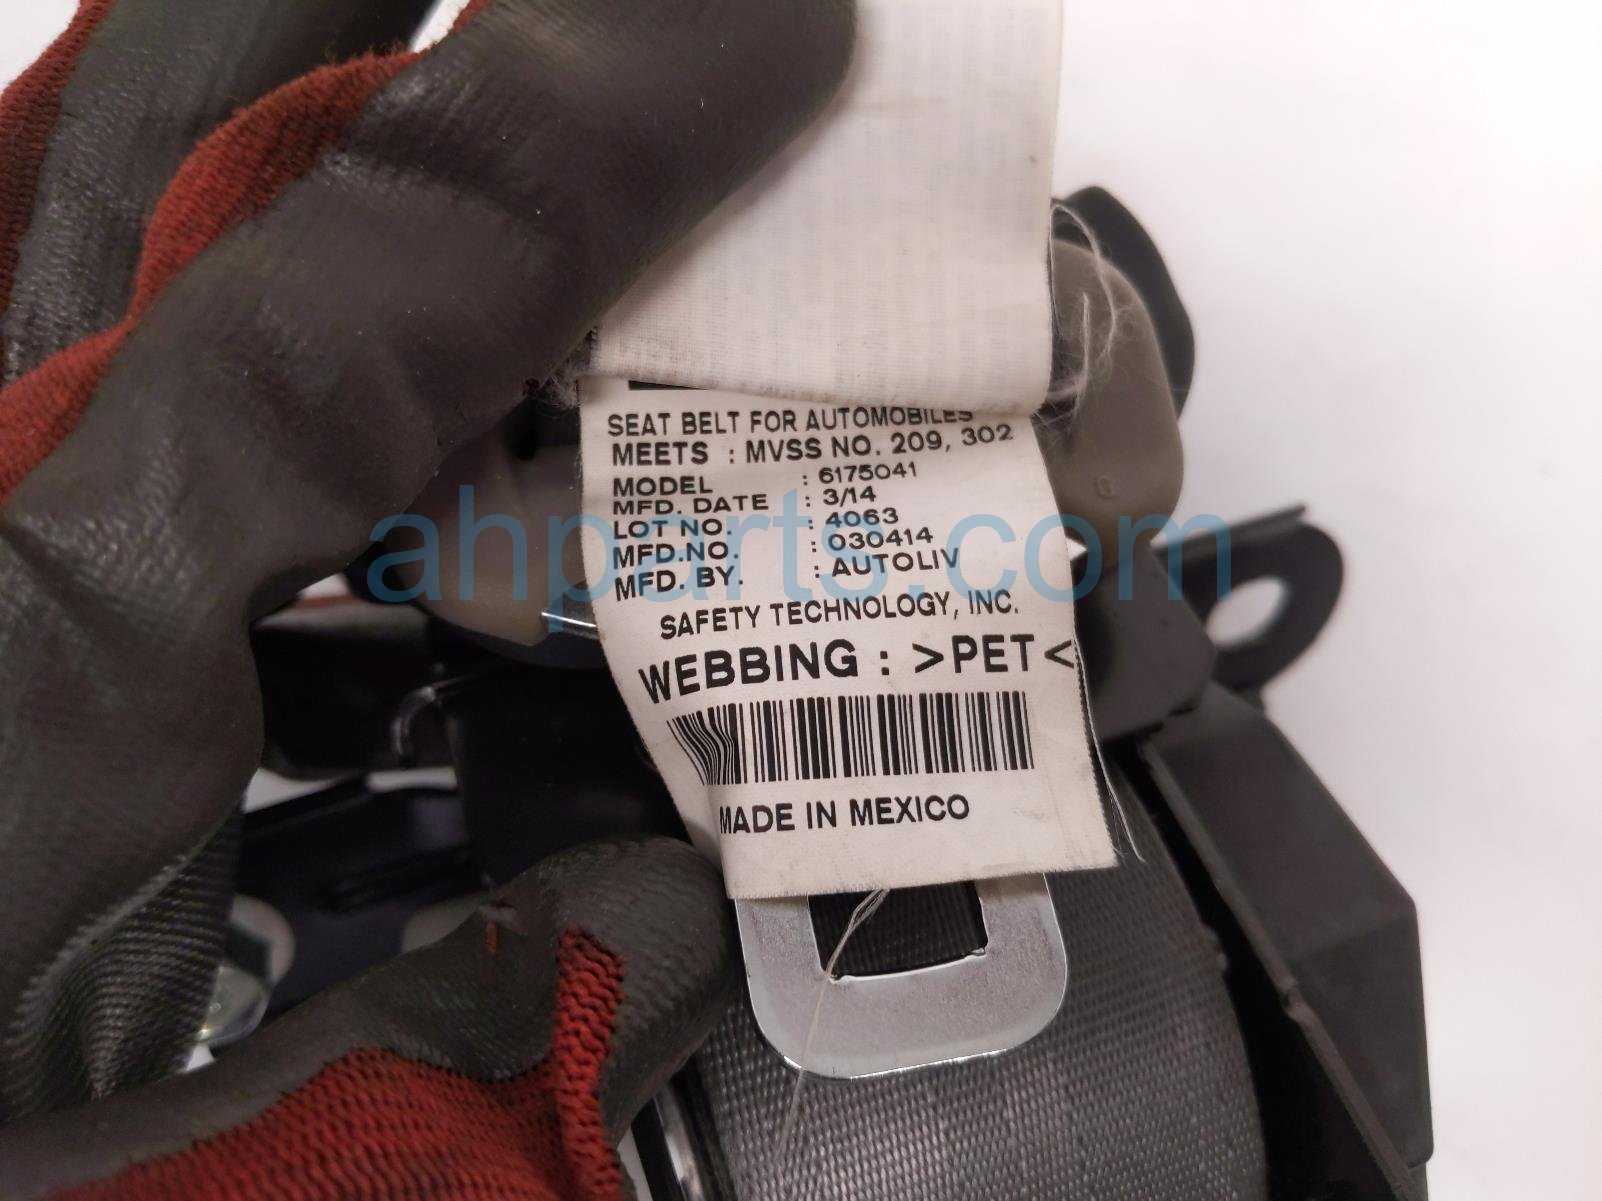 SEAT BELT FOR AUTOMOBILES
MEETS : MVSS NO. 209, 302
MODEL : 6175041
MFD. DATE : 3/14
LOT NO. : 4063
MFD.NO. : 030414
MFD. BY. : AUTOLIV
SAFETY TECHNOLOGY, INC.
WEBBING : >PET<
MADE IN MEXICO
ahparts.com
G